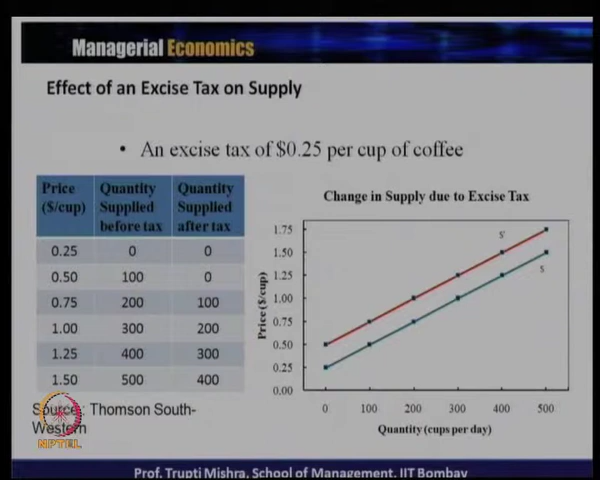 Managerial Economics
Effect of an Excise Tax on Supply
• An excise tax of $0.25 per cup of coffee
Price ($/cup) Quantity Supplied before tax Quantity Supplied after tax
0.25 0 0
0.50 100 0
0.75 200 100
1.00 300 200
1.25 400 300
1.50 500 400
Source: Thomson South-
Western
NPTEL
Change in Supply due to Excise Tax
Price ($/cup)
1.75
1.50
1.25
1.00
0.75
0.50
0.25
0.00
S'
S
0 100 200 300 400 500
Quantity (cups per day)
Prof. Trupti Mishra, School of Management, IIT Bombay